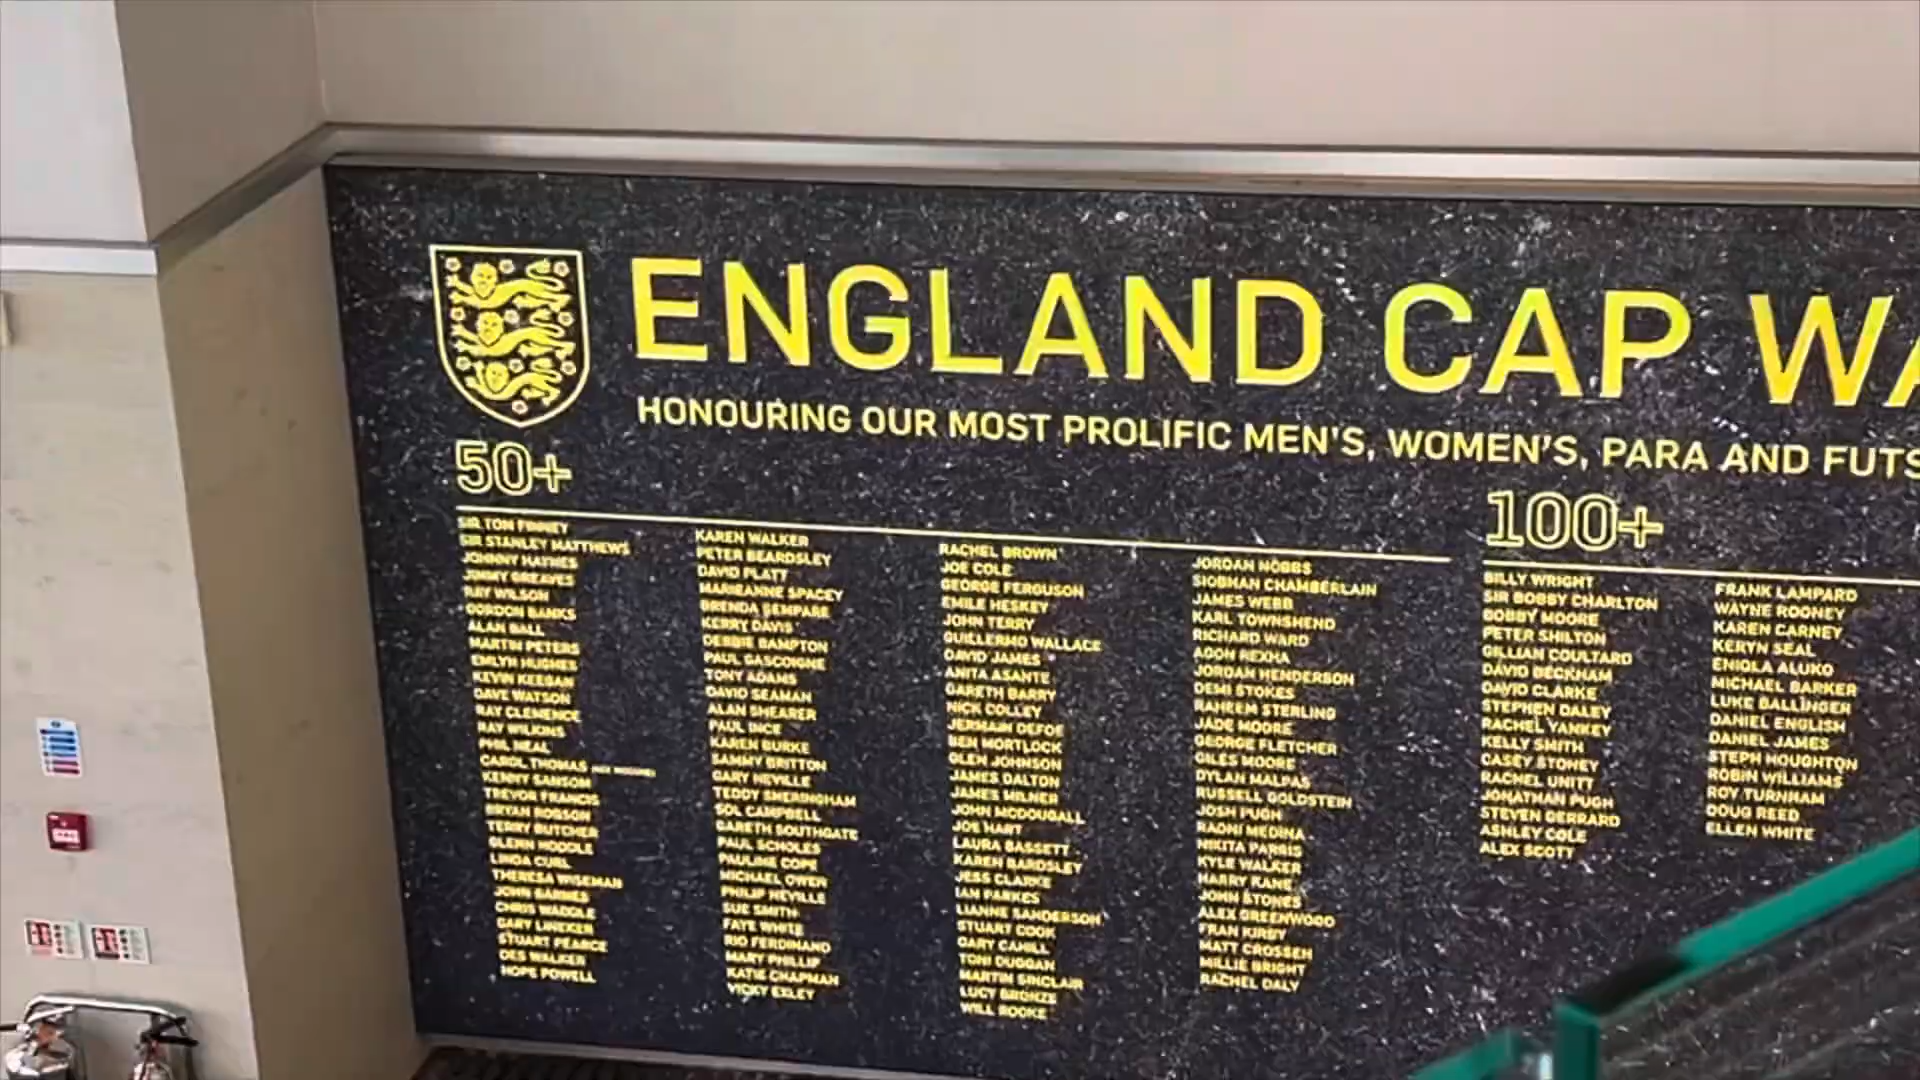 ENGLAND CAP WA
HONOURING OUR MOST PROLIFIC MEN'S, WOMEN'S, PARA AND FUTS
50+
SIR TOM FINNEY
SIR STANLEY MATTHEWS
JOHNNY HAYNES
JIMMY GREAVES
RAY WILSON
GORDON BANKS
ALAN BALL
MARTIN PETERS
EMLYN HUGHES
KEVIN KEEGAN
DAVE WATSON
RAY CLEMENCE
RAY WILKINS
PHIL NEAL
CAROL THOMAS
KENNY SANSOM
TREVOR FRANCIS
BRYAN ROBSON
TERRY BUTCHER
GLENN HODDLE
LINDA CURL
THERESA WISEMAN
JOHN BARNES
CHRIS WADDLE
GARY LINEKER
STUART PEARCE
DES WALKER
HOPE POWELL
KAREN WALKER
PETER BEARDSLEY
DAVID PLATT
MARIEANNE SPACEY
BRENDA SEMPARE
KERRY DAVIS
DEBBIE BAMPTON
PAUL GASCOIGNE
TONY ADAMS
DAVID SEAMAN
ALAN SHEARER
PAUL INCE
KAREN BURKE
SAMMY BRITTON
GARY NEVILLE
TEDDY SHERINGHAM
SOL CAMPBELL
GARETH SOUTHGATE
PAUL SCHOLES
PAULINE COPE
MICHAEL OWEN
PHILIP NEVILLE
SUE SMITH
FAYE WHITE
RIO FERDINAND
MARY PHILLIP
KATIE CHAPMAN
VICKY EXLEY
RACHEL BROWN
JOE COLE
GEORGE FERGUSON
EMILE HESKEY
JOHN TERRY
GUILLERMO WALLACE
DAVID JAMES
ANITA ASANTE
GARETH BARRY
NICK COLLEY
JERMAIN DEFOE
BEN MORTLOCK
GLEN JOHNSON
JAMES DALTON
JAMES MILNER
JOHN MCDOUGALL
JOE HART
LAURA BASSETT
KAREN BARDSLEY
JESS CLARKE
IAN PARKES
LIANNE SANDERSON
STUART COOK
GARY CAHILL
TONI DUGGAN
MARTIN SINCLAIR
LUCY BRONZE
WILL ROOKE
JORDAN NOBBS
SIOBHAN CHAMBERLAIN
JAMES WEBB
KARL TOWNSHEND
RICHARD WARD
AGON REXHA
JORDAN HENDERSON
DEMI STOKES
RAHEEM STERLING
JADE MOORE
GEORGE FLETCHER
GILES MOORE
DYLAN MALPAS
RUSSELL GOLDSTEIN
JOSH PUGH
RAONI MEDINA
NIKITA PARRIS
KYLE WALKER
HARRY KANE
JOHN STONES
ALEX GREENWOOD
FRAN KIRBY
MATT CROSSEN
MILLIE BRIGHT
RACHEL DALY
100+
BILLY WRIGHT
SIR BOBBY CHARLTON
BOBBY MOORE
PETER SHILTON
GILLIAN COULTARD
DAVID BECKHAM
DAVID CLARKE
STEPHEN DALEY
RACHEL YANKEY
KELLY SMITH
CASEY STONEY
RACHEL UNITT
JONATHAN PUGH
STEVEN GERRARD
ASHLEY COLE
ALEX SCOTT
FRANK LAMPARD
WAYNE ROONEY
KAREN CARNEY
KERYN SEAL
ENIOLA ALUKO
MICHAEL BARKER
LUKE BALLINGER
DANIEL ENGLISH
DANIEL JAMES
STEPH HOUGHTON
ROBIN WILLIAMS
ROY TURNHAM
DOUG REED
ELLEN WHITE